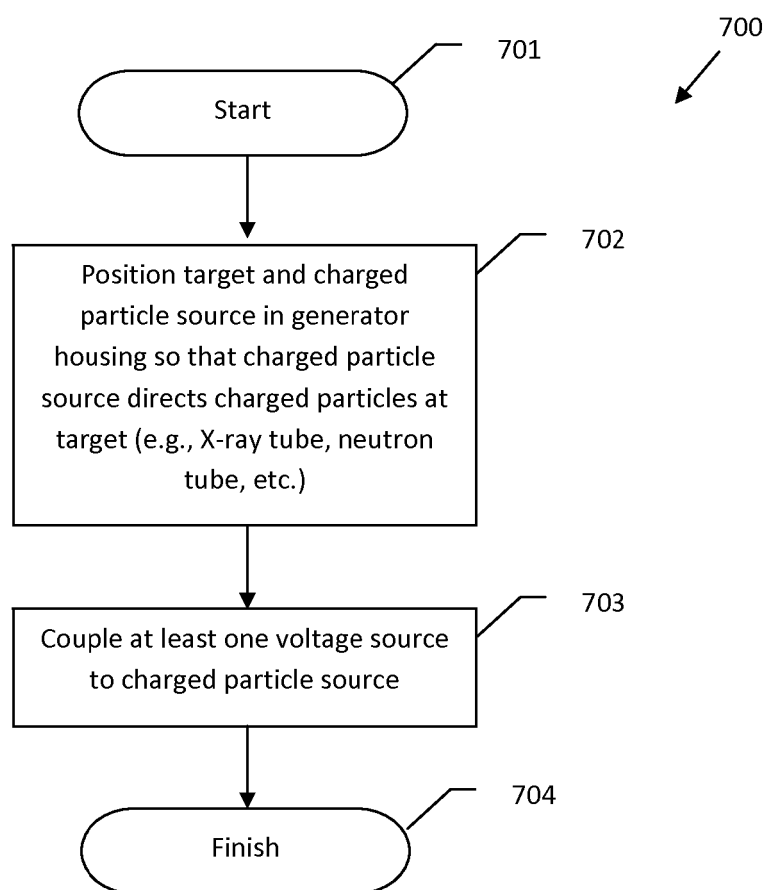 700
701
Start
702
Position target and charged
particle source in generator
housing so that charged particle
source directs charged particles at
target (e.g., X-ray tube, neutron
tube, etc.)
703
Couple at least one voltage source
to charged particle source
704
Finish